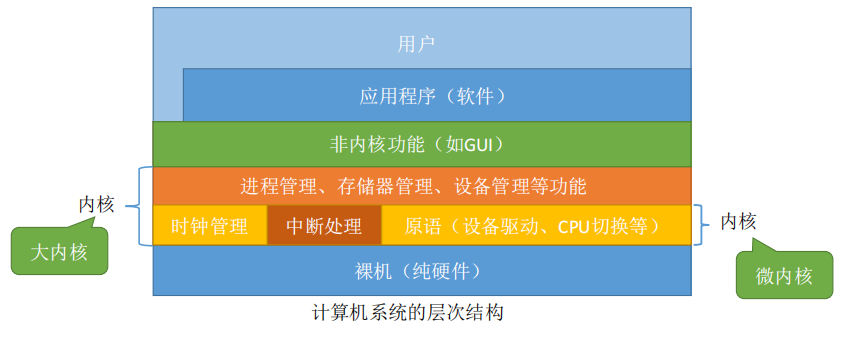 用户
应用程序（软件）
非内核功能（如GUI）
进程管理、存储器管理、设备管理等功能
内核
时钟管理
中断处理
原语（设备驱动、CPU切换等）
内核
大内核
裸机（纯硬件）
微内核
计算机系统的层次结构